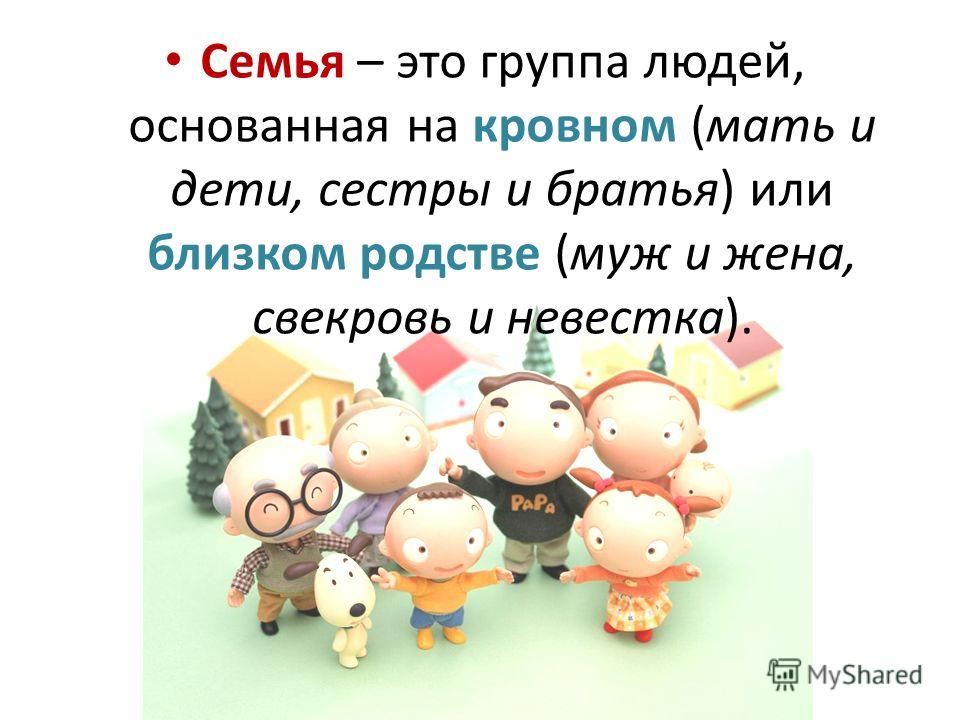 • Семья – это группа людей,
основанная на кровном (мать и
дети, сестры и братья) или
близком родстве (муж и жена,
свекровь и невестка).
PAPA
MyShared